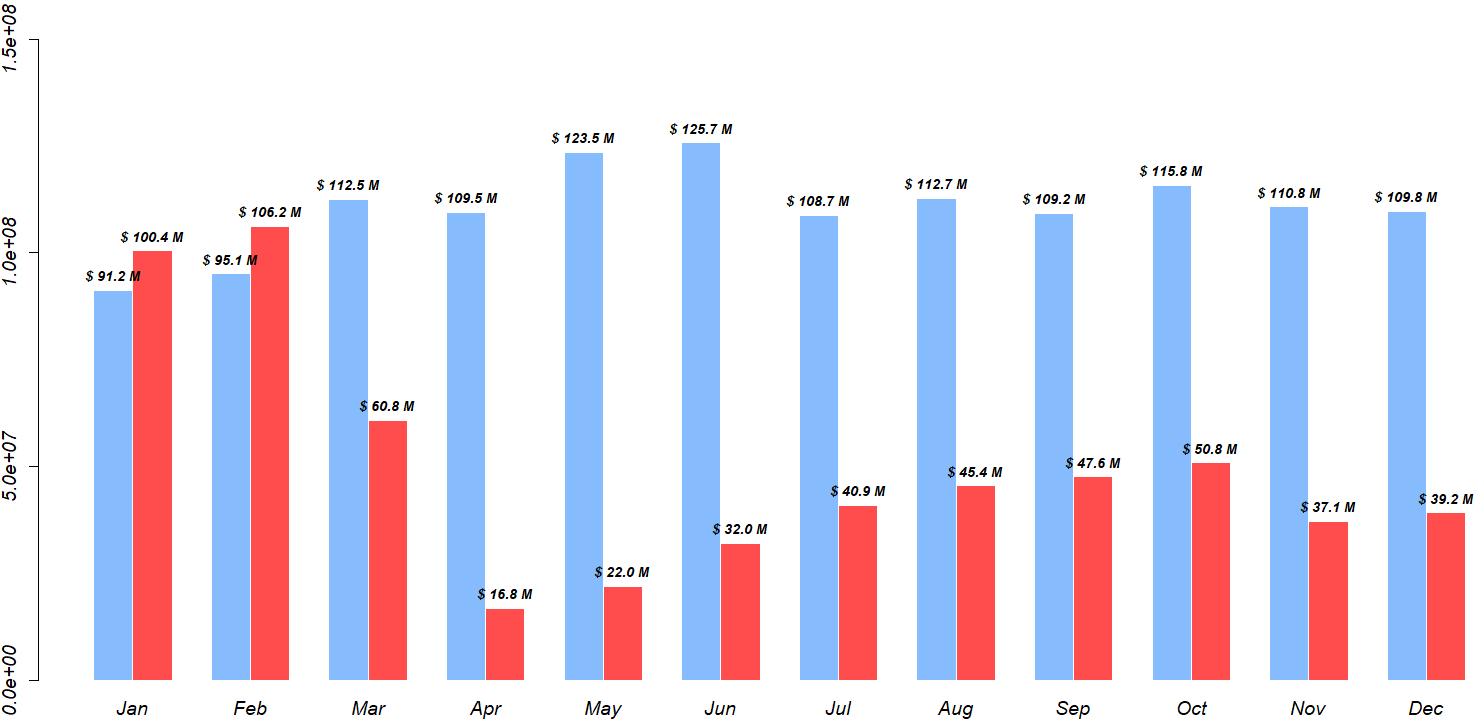 1.5e+08
1.0e+08
5.0e+07
0.0e+00
$ 91.2 M
$ 100.4 M
$ 95.1 M
$ 106.2 M
$ 112.5 M
$ 60.8 M
$ 109.5 M
$ 16.8 M
$ 123.5 M
$ 22.0 M
$ 125.7 M
$ 32.0 M
$ 108.7 M
$ 40.9 M
$ 112.7 M
$ 45.4 M
$ 109.2 M
$ 47.6 M
$ 115.8 M
$ 50.8 M
$ 110.8 M
$ 37.1 M
$ 109.8 M
$ 39.2 M
Jan Feb Mar Apr May Jun Jul Aug Sep Oct Nov Dec